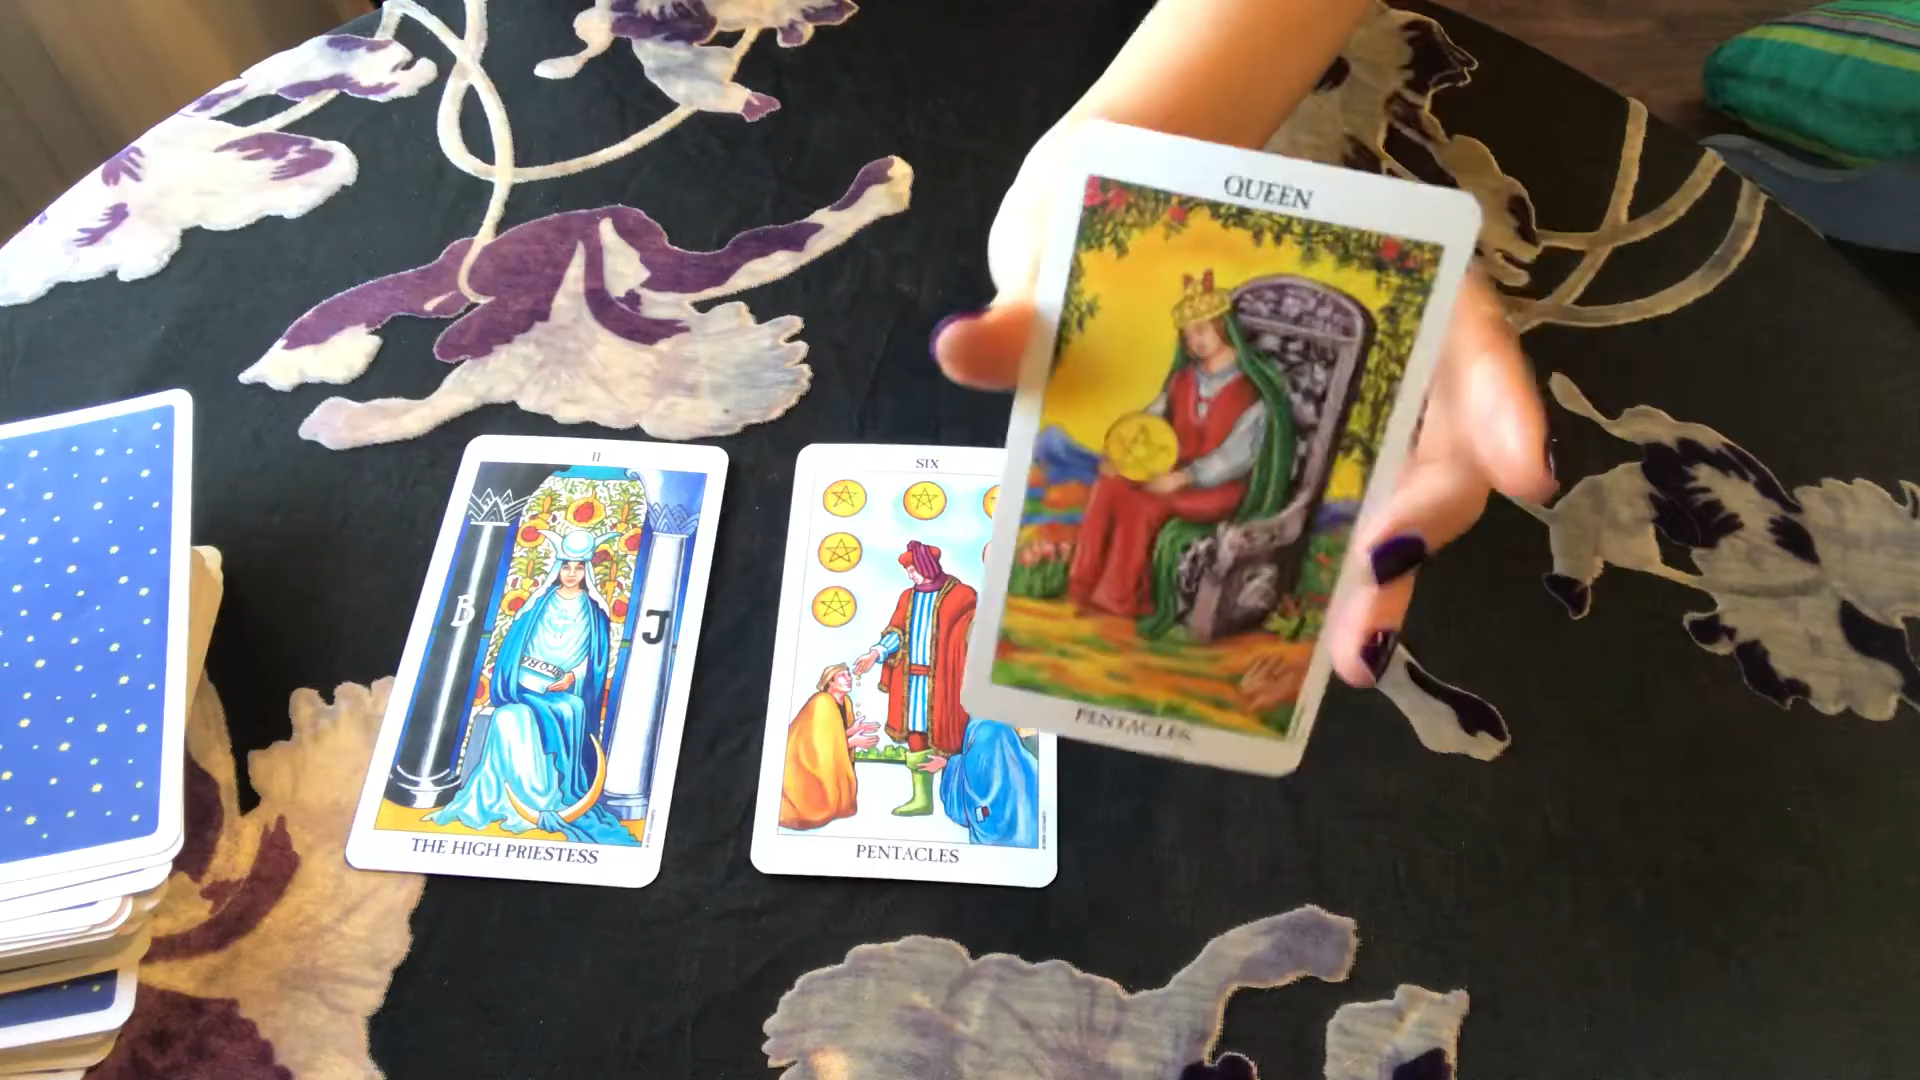 QUEEN
PENTACLES
II
B
J
THE HIGH PRIESTESS
SIX
PENTACLES